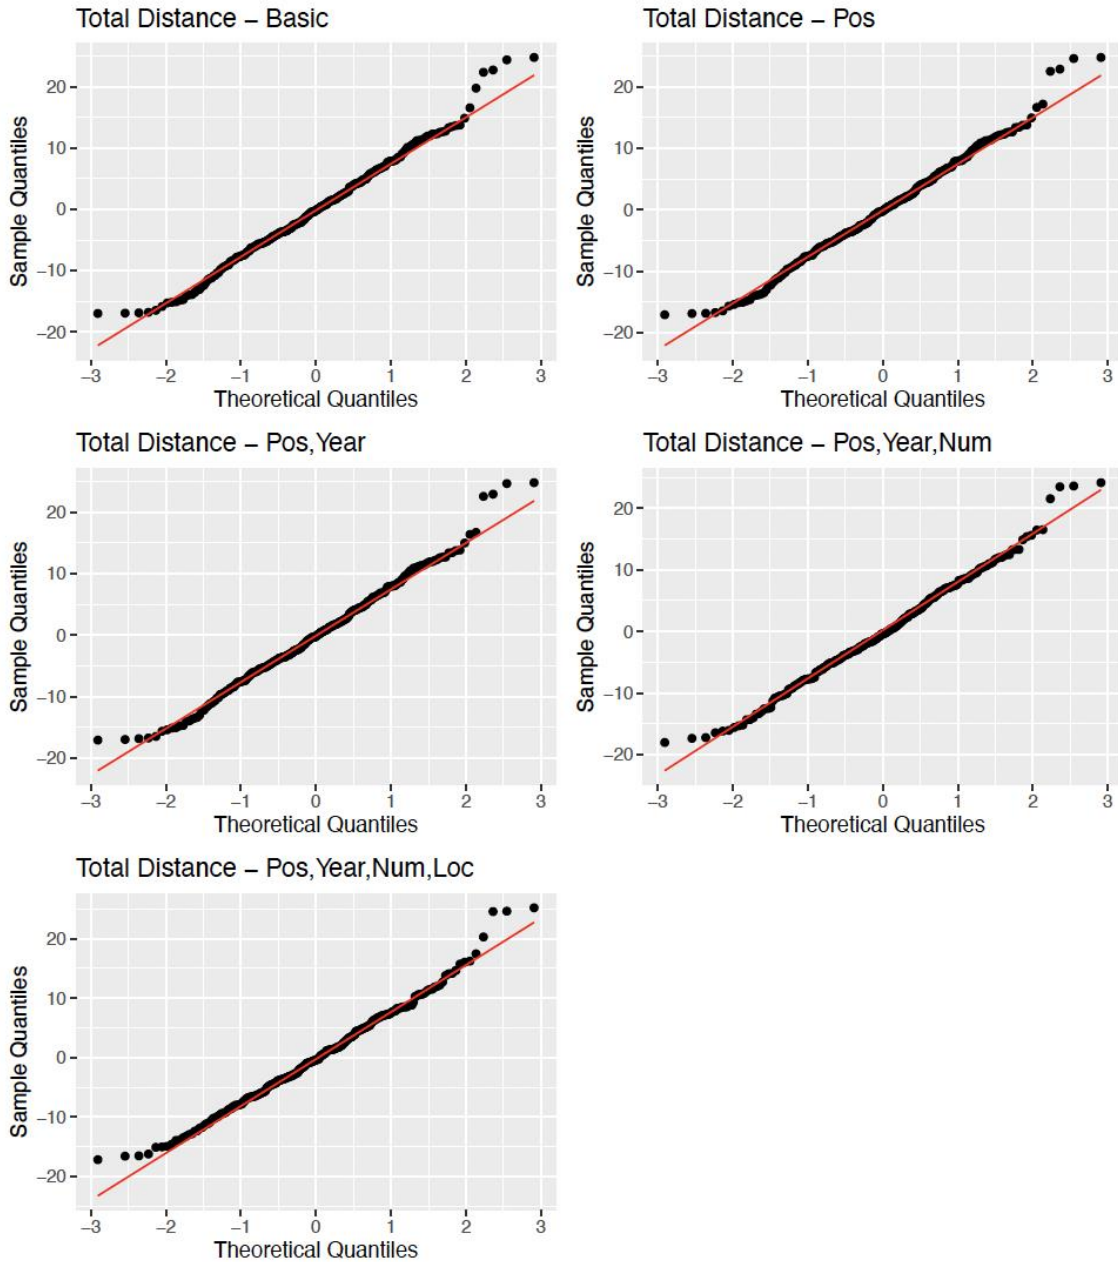 Total Distance – Basic
Sample Quantiles
20
10
0
−10
−20
−3 −2 −1 0 1 2 3
Theoretical Quantiles
Total Distance – Pos
Sample Quantiles
20
10
0
−10
−20
−3 −2 −1 0 1 2 3
Theoretical Quantiles
Total Distance – Pos,Year
Sample Quantiles
20
10
0
−10
−20
−3 −2 −1 0 1 2 3
Theoretical Quantiles
Total Distance – Pos,Year,Num
Sample Quantiles
20
10
0
−10
−20
−3 −2 −1 0 1 2 3
Theoretical Quantiles
Total Distance – Pos,Year,Num,Loc
Sample Quantiles
20
10
0
−10
−20
−3 −2 −1 0 1 2 3
Theoretical Quantiles